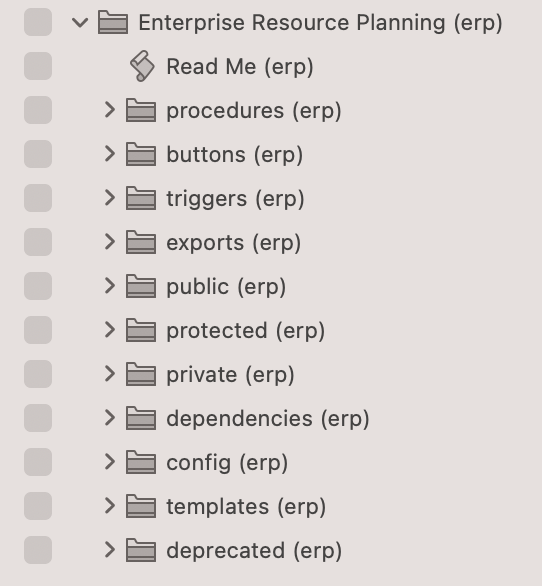 Enterprise Resource Planning (erp)
Read Me (erp)
procedures (erp)
buttons (erp)
triggers (erp)
exports (erp)
public (erp)
protected (erp)
private (erp)
dependencies (erp)
config (erp)
templates (erp)
deprecated (erp)